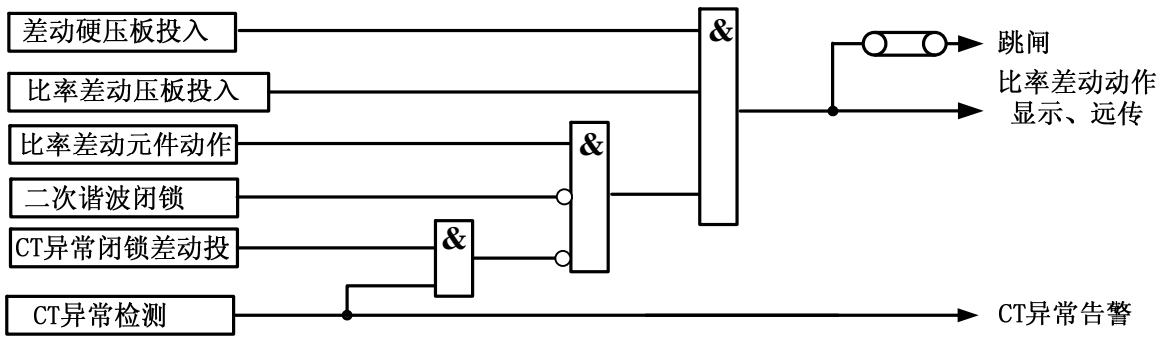 差动硬压板投入
&
跳闸
比率差动压板投入
比率差动动作
显示、远传
比率差动元件动作
&
二次谐波闭锁
CT异常闭锁差动投
&
CT异常检测
CT异常告警